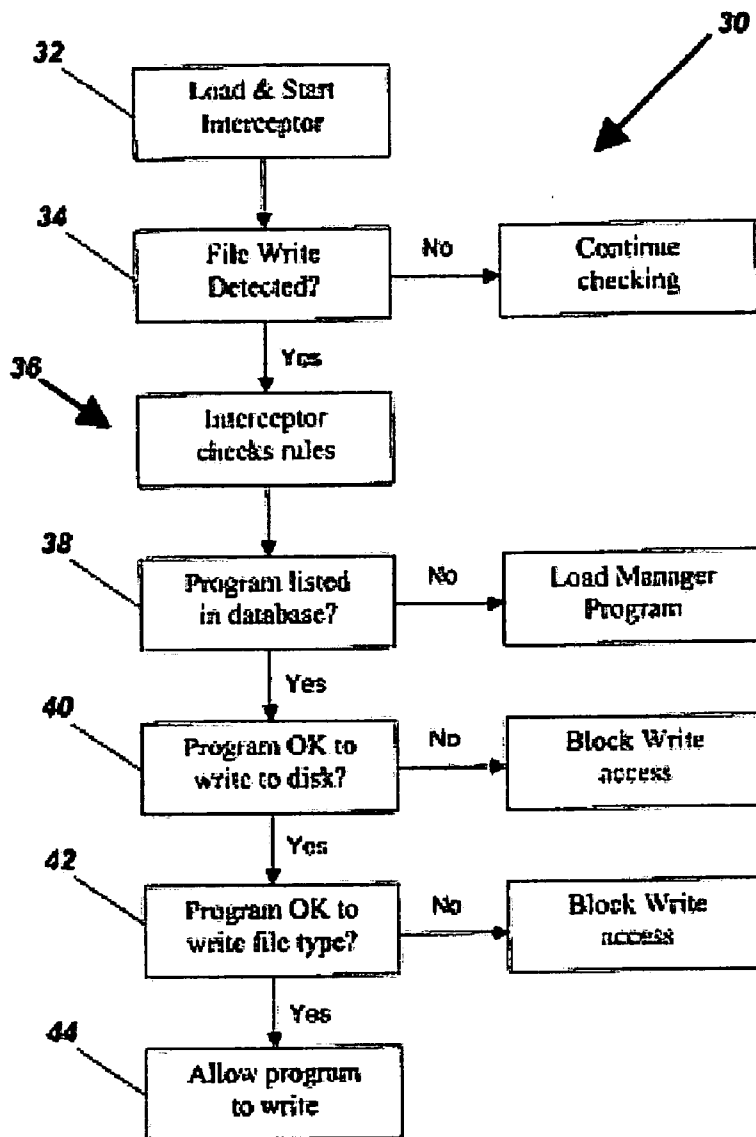 30
32
Load & Start
Interceptor
34
File Write
Detected?
No
Continue
checking
Yes
36
Interceptor
checks rules
38
Program listed
in database?
No
Load Manager
Program
Yes
40
Program OK to
write to disk?
No
Block Write
access
Yes
42
Program OK to
write file type?
No
Block Write
access
Yes
44
Allow program
to write